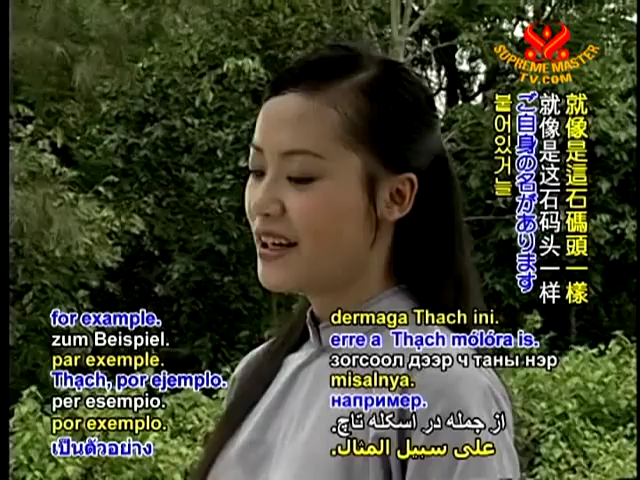 SUPREME MASTER
TV.COM
就像是這石碼頭一樣
就像是这石码头一样
ご自身の名があります
붙어있거늘
for example.
zum Beispiel.
par exemple.
Thạch, por ejemplo.
per esempio.
por exemplo.
เป็นตัวอย่าง
dermaga Thach ini.
erre a Thạch mólóra is.
зогсоол дээр ч таны нэр
misalnya.
например.
از جمله در اسکله تاچ.
على سبيل المثال.